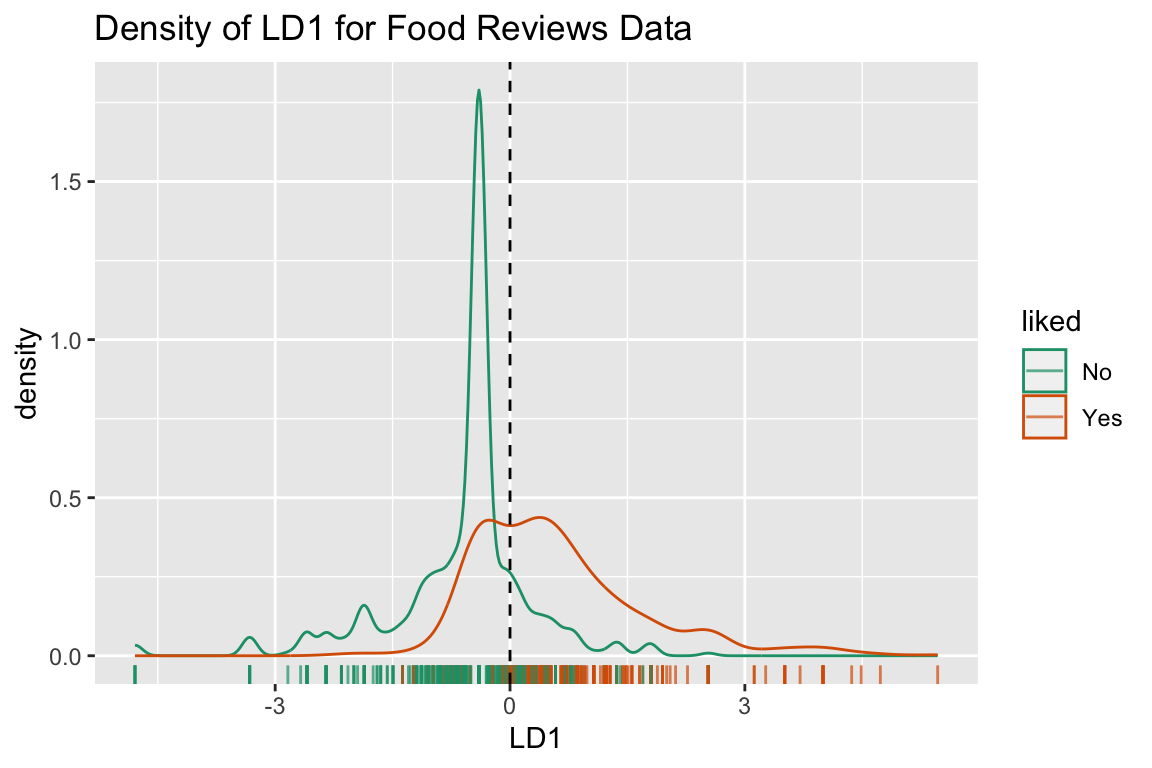 Density of LD1 for Food Reviews Data
density
1.5
1.0
0.5
0.0
-3
0
3
LD1
liked
No
Yes